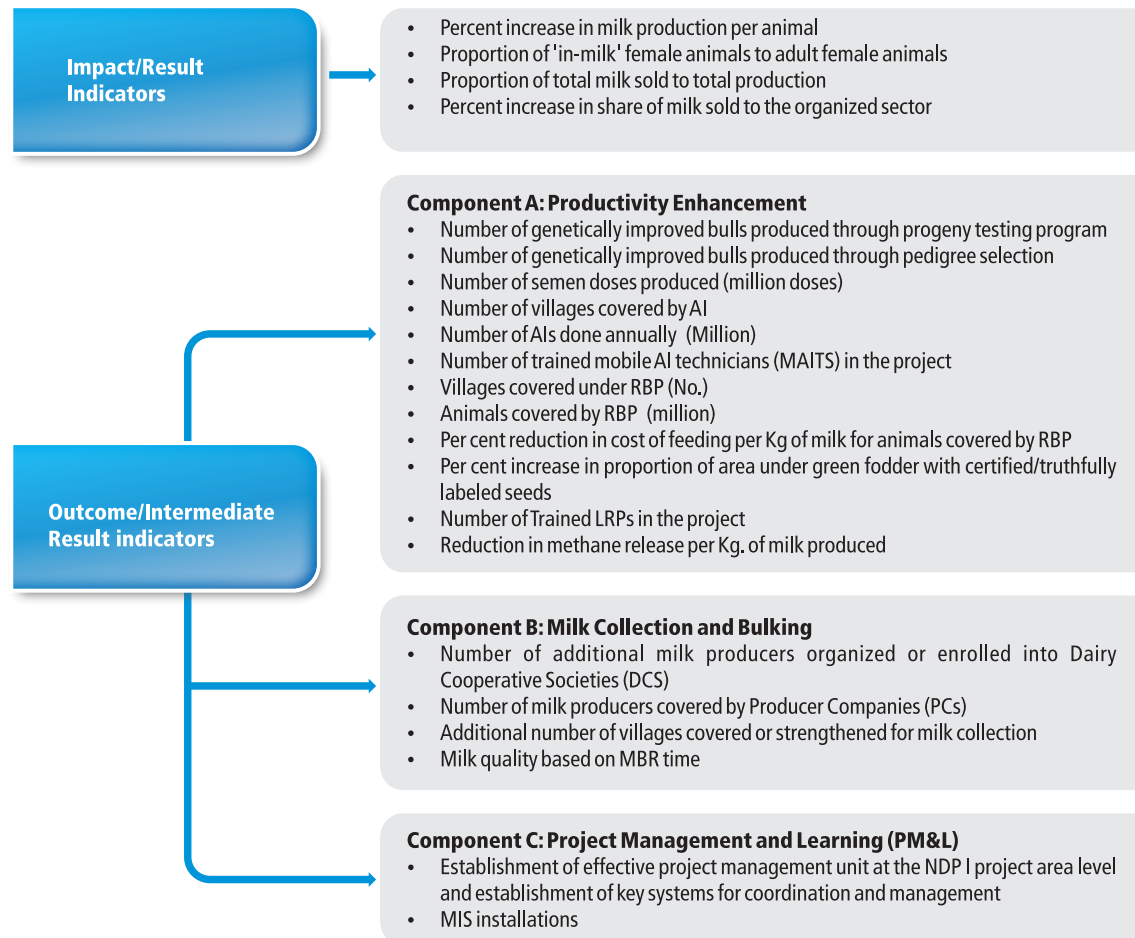 Impact/Result
Indicators
• Percent increase in milk production per animal
• Proportion of 'in-milk' female animals to adult female animals
• Proportion of total milk sold to total production
• Percent increase in share of milk sold to the organized sector
Outcome/Intermediate
Result indicators
Component A: Productivity Enhancement
• Number of genetically improved bulls produced through progeny testing program
• Number of genetically improved bulls produced through pedigree selection
• Number of semen doses produced (million doses)
• Number of villages covered by AI
• Number of AIs done annually (Million)
• Number of trained mobile AI technicians (MAITS) in the project
• Villages covered under RBP (No.)
• Animals covered by RBP (million)
• Per cent reduction in cost of feeding per Kg of milk for animals covered by RBP
• Per cent increase in proportion of area under green fodder with certified/truthfully
labeled seeds
• Number of Trained LRPs in the project
• Reduction in methane release per Kg. of milk produced
Component B: Milk Collection and Bulking
• Number of additional milk producers organized or enrolled into Dairy
Cooperative Societies (DCS)
• Number of milk producers covered by Producer Companies (PCs)
• Additional number of villages covered or strengthened for milk collection
• Milk quality based on MBR time
Component C: Project Management and Learning (PM&L)
• Establishment of effective project management unit at the NDP I project area level
and establishment of key systems for coordination and management
• MIS installations